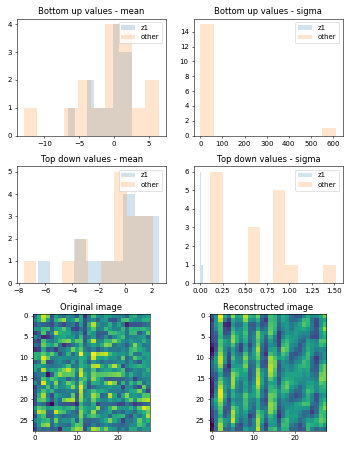 Bottom up values - mean
Bottom up values - sigma
4
3
2
1
0
z1
other
14
12
10
8
6
4
2
0
z1
other
−10 −5 0 5
0 100 200 300 400 500 600
Top down values - mean
Top down values - sigma
5
4
3
2
1
0
z1
other
6
5
4
3
2
1
0
z1
other
−8 −6 −4 −2 0 2
0.00 0.25 0.50 0.75 1.00 1.25 1.50
Original image
Reconstructed image
0
5
10
15
20
25
0
5
10
15
20
25
0 10 20
0 10 20